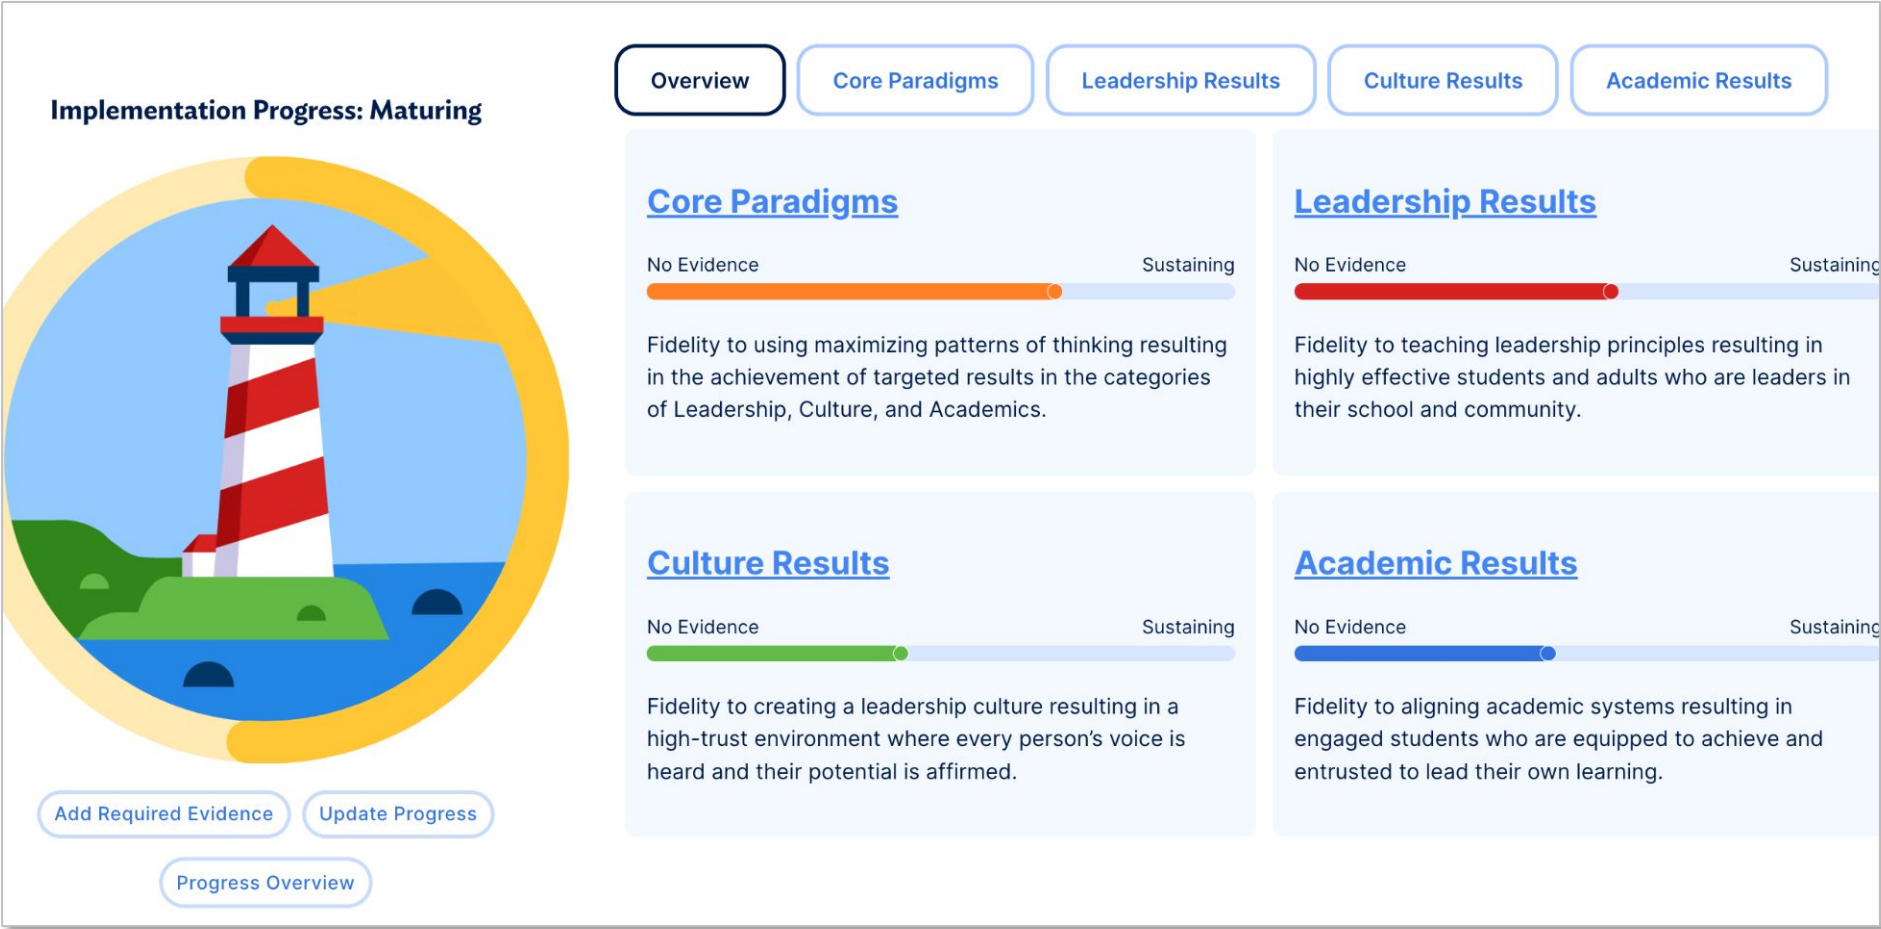 Implementation Progress: Maturing
Add Required Evidence
Update Progress
Progress Overview
Overview
Core Paradigms
Leadership Results
Culture Results
Academic Results
Core Paradigms
No Evidence
Sustaining
Fidelity to using maximizing patterns of thinking resulting
in the achievement of targeted results in the categories
of Leadership, Culture, and Academics.
Leadership Results
No Evidence
Sustaining
Fidelity to teaching leadership principles resulting in
highly effective students and adults who are leaders in
their school and community.
Culture Results
No Evidence
Sustaining
Fidelity to creating a leadership culture resulting in a
high-trust environment where every person’s voice is
heard and their potential is affirmed.
Academic Results
No Evidence
Sustaining
Fidelity to aligning academic systems resulting in
engaged students who are equipped to achieve and
entrusted to lead their own learning.